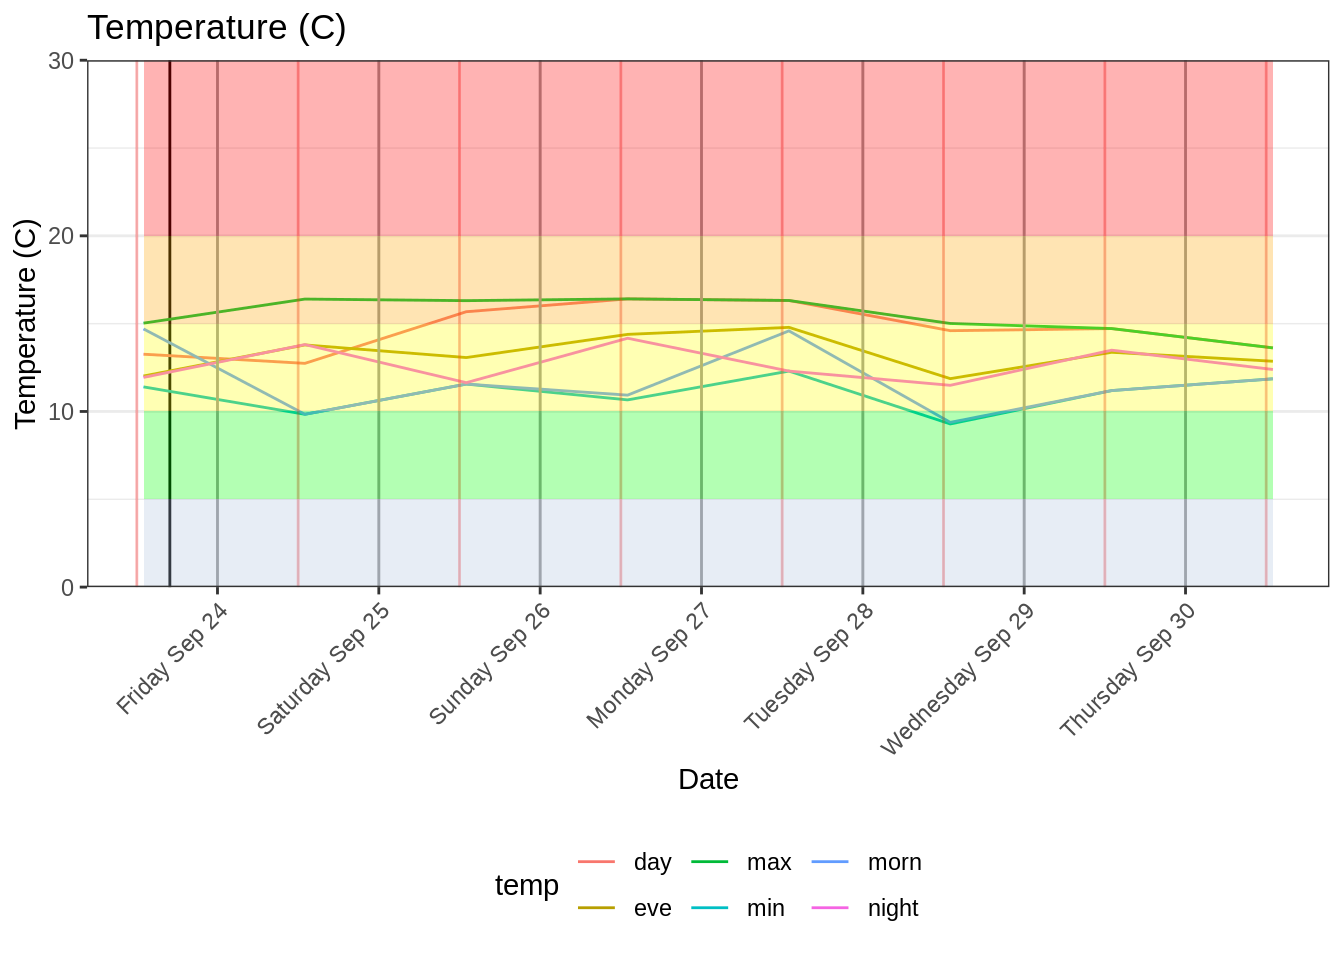 Temperature (C)
Temperature (C)
30
20
10
0
Friday Sep 24
Saturday Sep 25
Sunday Sep 26
Monday Sep 27
Tuesday Sep 28
Wednesday Sep 29
Thursday Sep 30
Date
temp
day
max
morn
eve
min
night